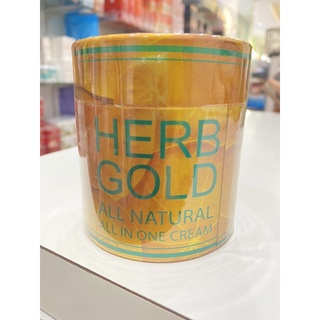 HERB
GOLD
ALL NATURAL
ALL IN ONE CREAM